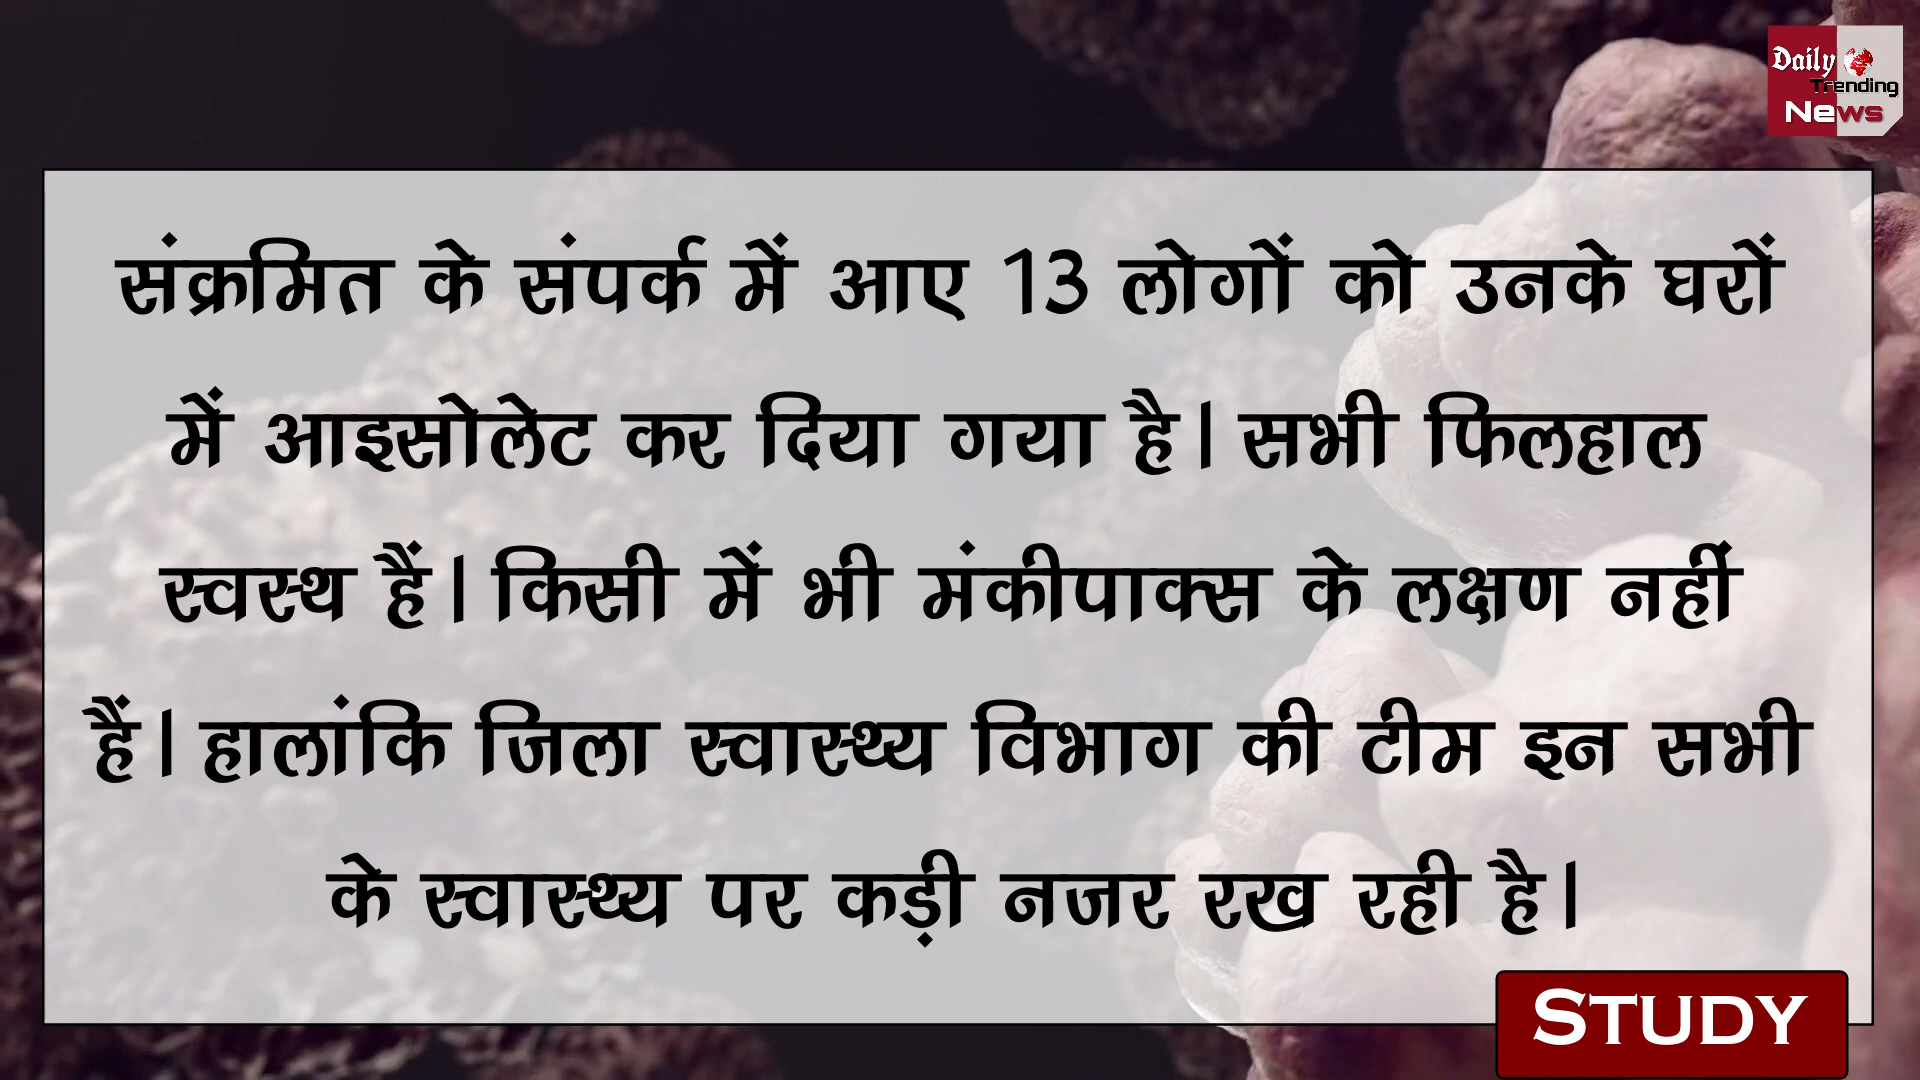 Daily
Trending
News
संक्रमित के संपर्क में आए 13 लोगों को उनके घरों
में आइसोलेट कर दिया गया है। सभी फिलहाल
स्वस्थ हैं। किसी में भी मंकीपाक्स के लक्षण नहीं
हैं। हालांकि जिला स्वास्थ्य विभाग की टीम इन सभी
के स्वास्थ्य पर कड़ी नजर रख रही है।
STUDY